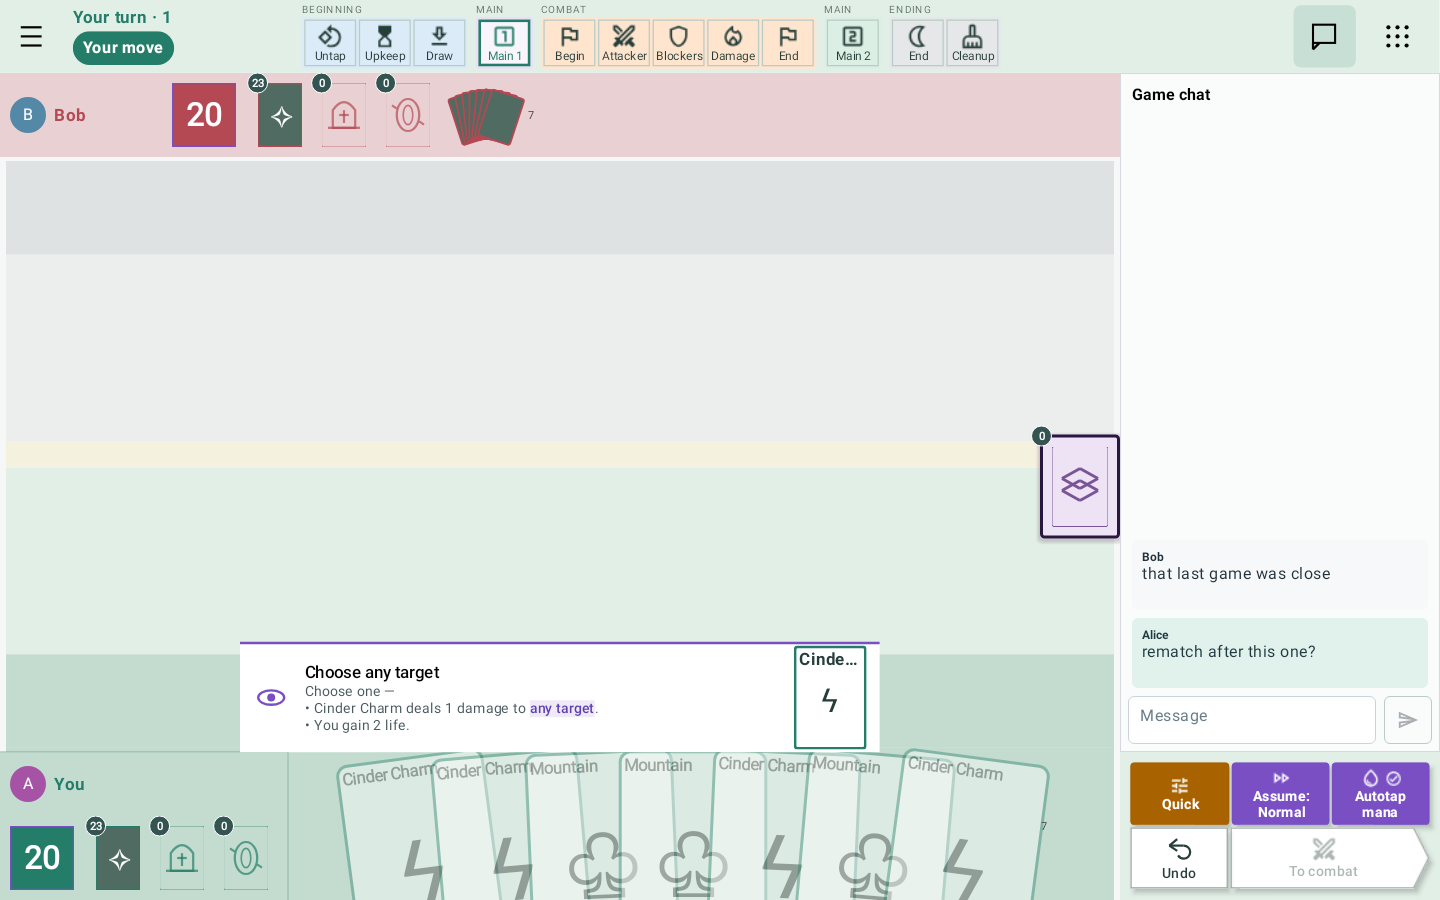 Your turn · 1
Your move
BEGINNING
Untap
Upkeep
Draw
MAIN
Main 1
COMBAT
Begin
Attacker
Blockers
Damage
End
MAIN
Main 2
ENDING
End
Cleanup
B
Bob
20
23
0
0
7
Game chat
0
Bob
that last game was close
Alice
rematch after this one?
Message
Choose any target
Choose one —
• Cinder Charm deals 1 damage to any target.
• You gain 2 life.
Cinde...
A
You
20
23
0
0
Cinder Charm
Cinder Charm
Mountain
Mountain
Cinder Charm
Mountain
Cinder Charm
7
Quick
Assume:
Normal
Autotap
mana
Undo
To combat